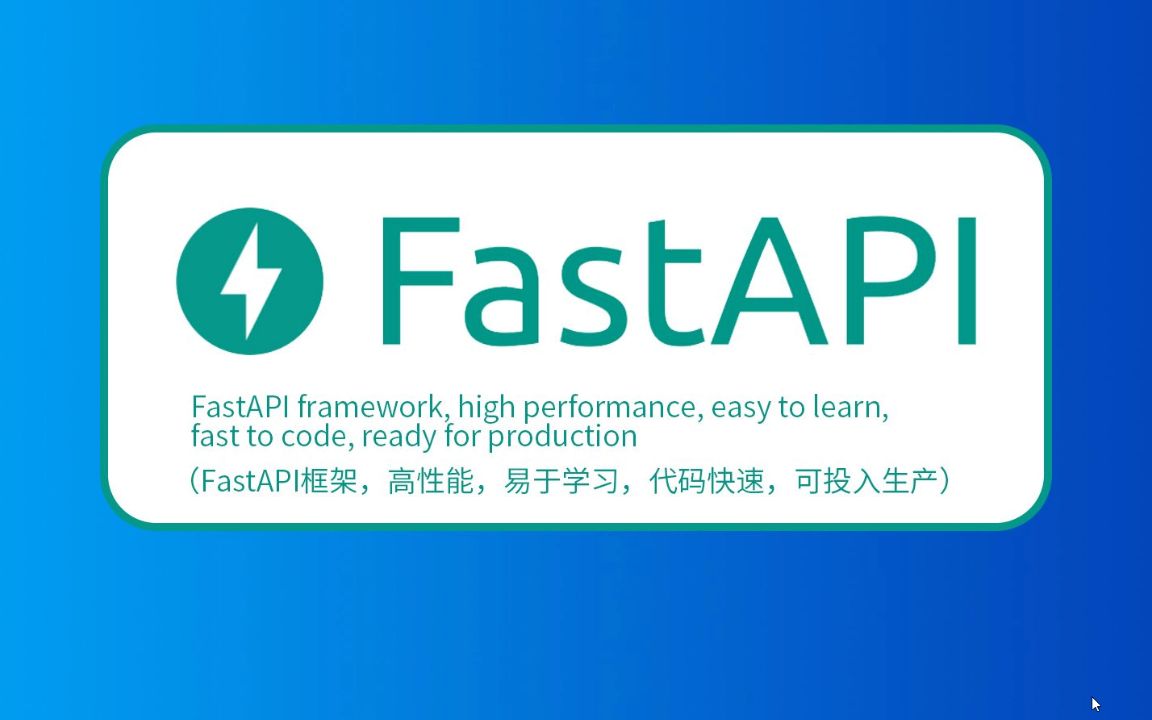 FastAPI
FastAPI framework, high performance, easy to learn,
fast to code, ready for production
（FastAPI框架，高性能，易于学习，代码快速，可投入生产）